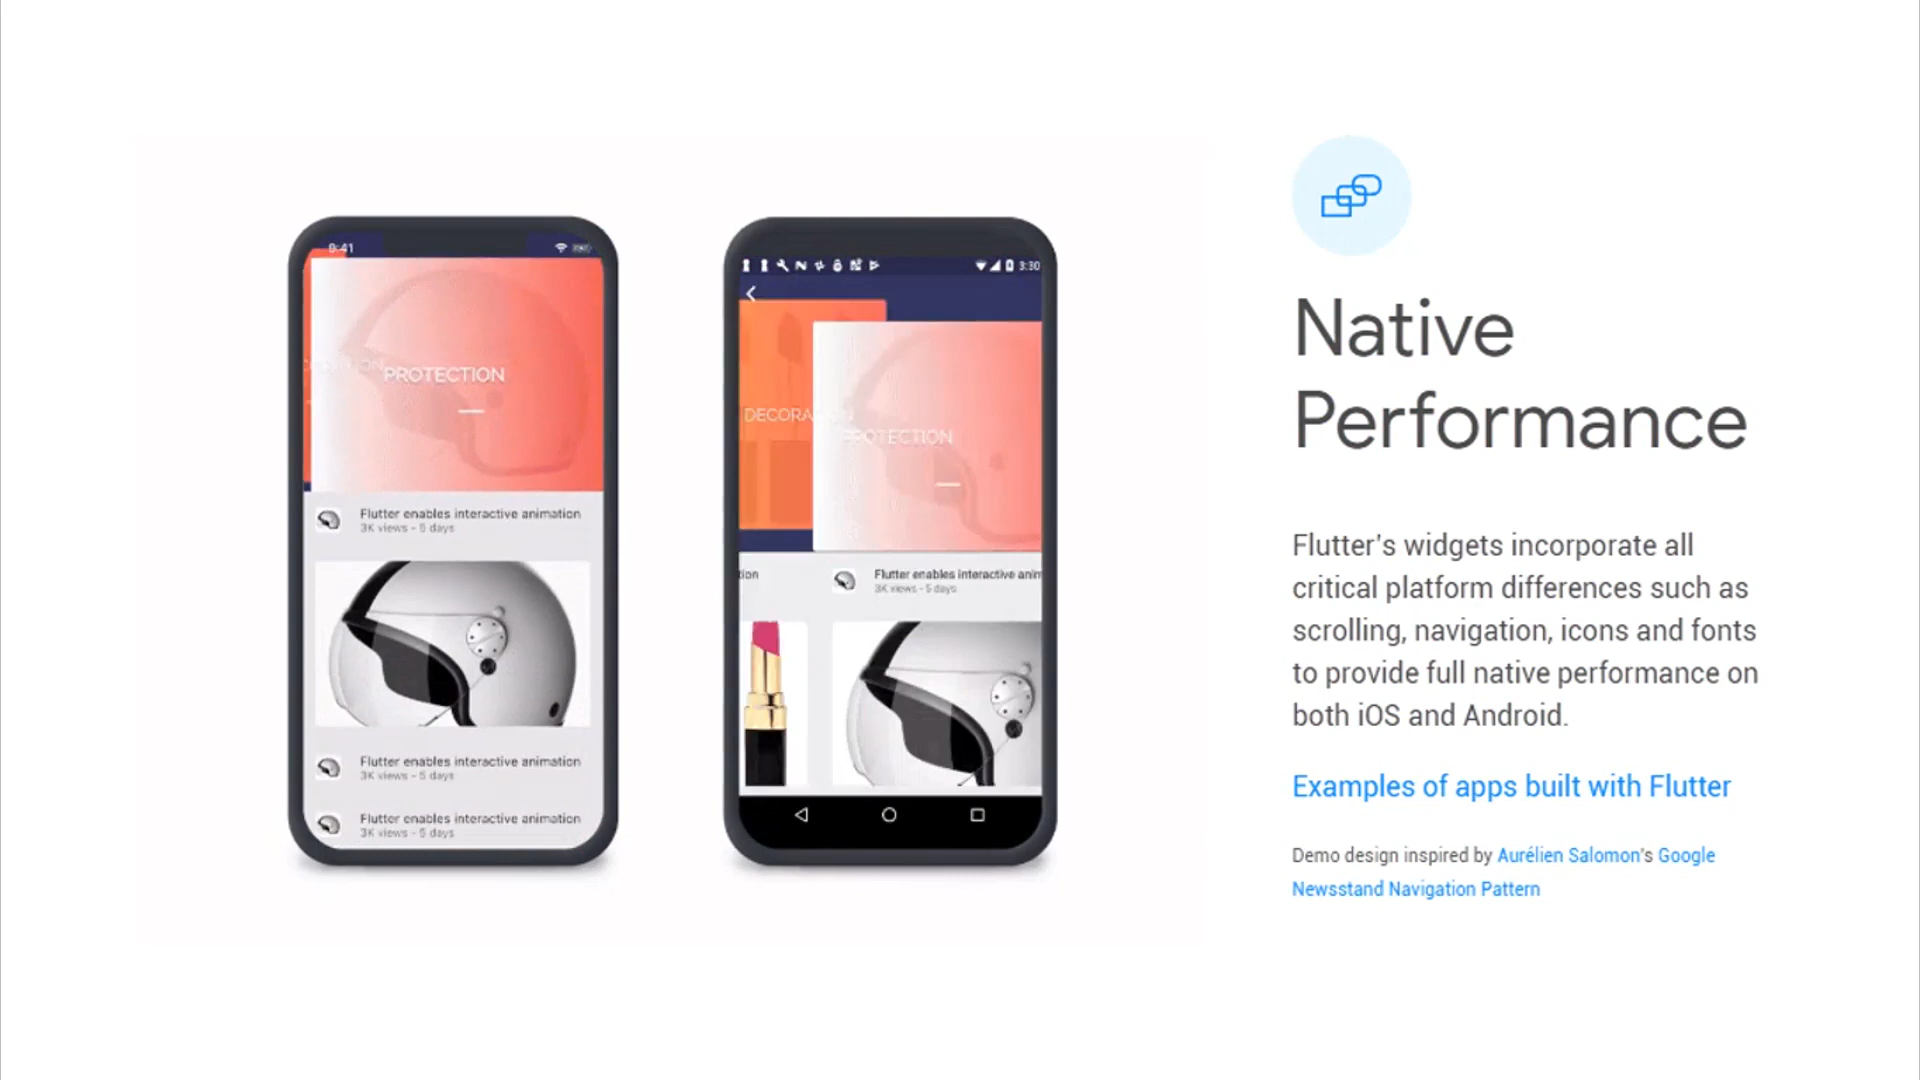 9:41
PROTECTION
Flutter enables interactive animation
3K views - 5 days
Flutter enables interactive animation
3K views - 5 days
Flutter enables interactive animation
3K views - 5 days
3:30
DECORATION
PROTECTION
tion
Flutter enables interactive anim
3K views - 5 days
Native
Performance
Flutter's widgets incorporate all
critical platform differences such as
scrolling, navigation, icons and fonts
to provide full native performance on
both iOS and Android.
Examples of apps built with Flutter
Demo design inspired by Aurélien Salomon's Google
Newsstand Navigation Pattern